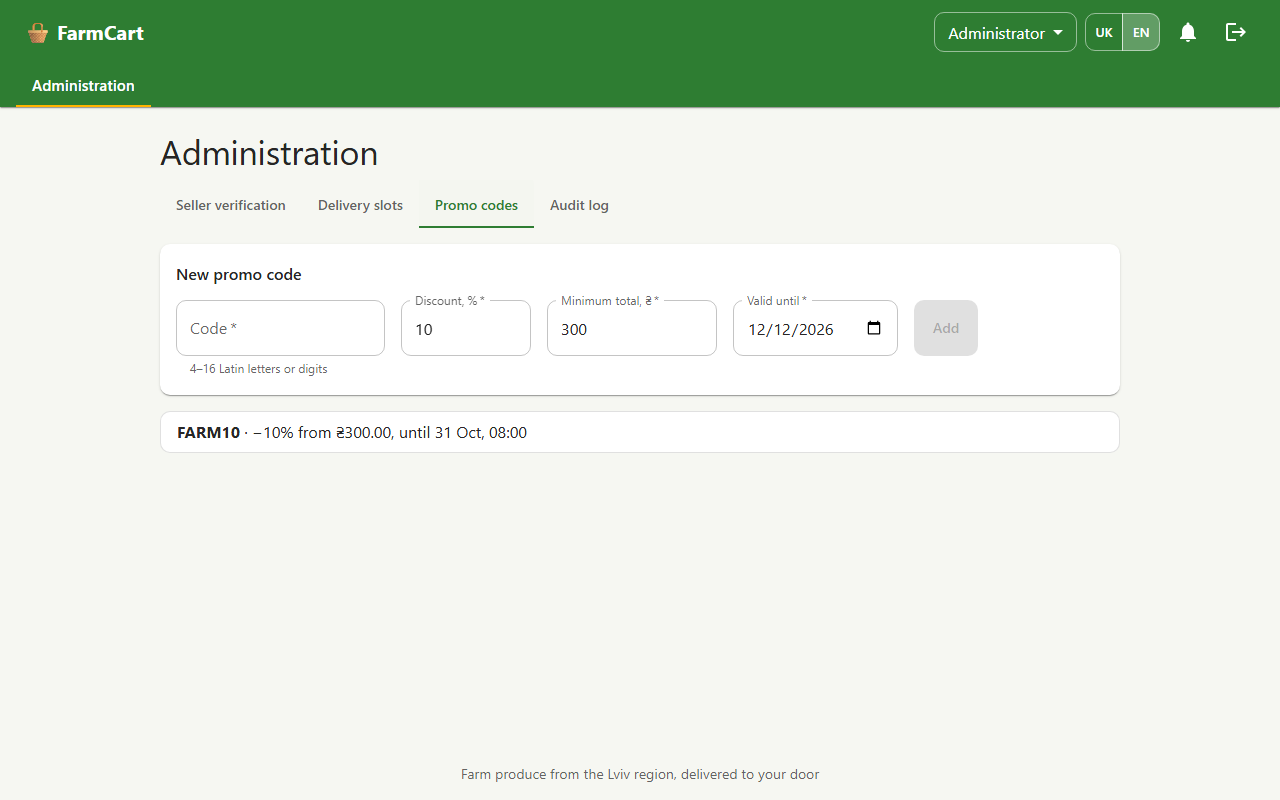 FarmCart
Administrator
UK
EN
Administration
Administration
Seller verification
Delivery slots
Promo codes
Audit log
New promo code
Code *
Discount, % *
10
Minimum total, ₴ *
300
Valid until *
12/12/2026
Add
4–16 Latin letters or digits
FARM10 · −10% from ₴300.00, until 31 Oct, 08:00
Farm produce from the Lviv region, delivered to your door